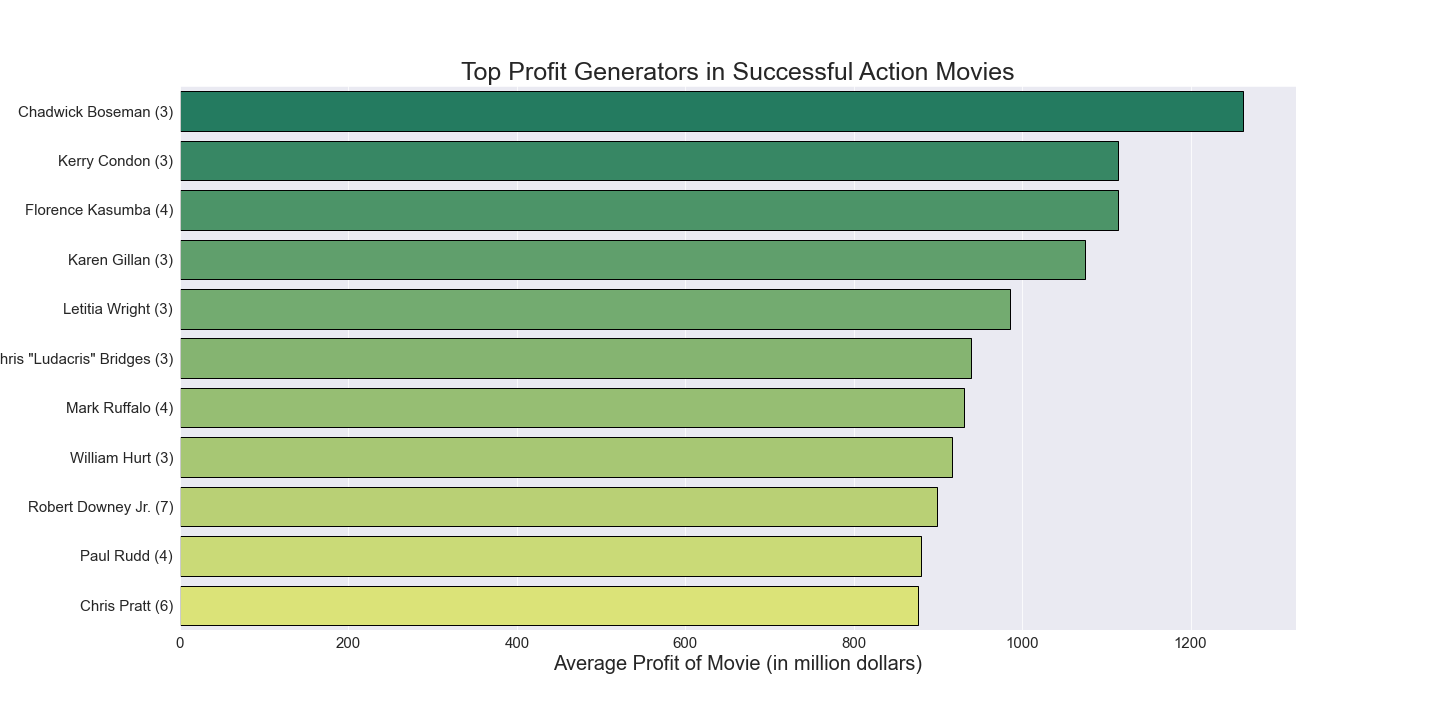 Top Profit Generators in Successful Action Movies
Chadwick Boseman (3)
Kerry Condon (3)
Florence Kasumba (4)
Karen Gillan (3)
Letitia Wright (3)
hris "Ludacris" Bridges (3)
Mark Ruffalo (4)
William Hurt (3)
Robert Downey Jr. (7)
Paul Rudd (4)
Chris Pratt (6)
0 200 400 600 800 1000 1200
Average Profit of Movie (in million dollars)